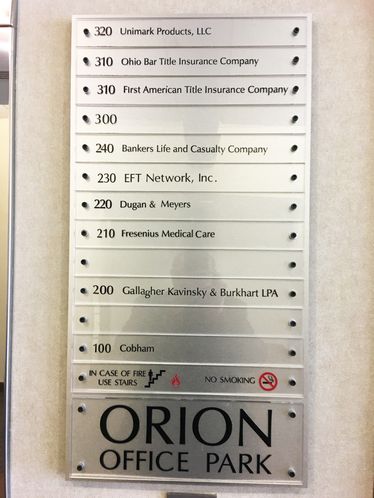 320 Unimark Products, LLC
310 Ohio Bar Title Insurance Company
310 First American Title Insurance Company
300
240 Bankers Life and Casualty Company
230 EFT Network, Inc.
220 Dugan & Meyers
210 Fresenius Medical Care
200 Gallagher Kavinsky & Burkhart LPA
100 Cobham
IN CASE OF FIRE
USE STAIRS
NO SMOKING
ORION
OFFICE PARK